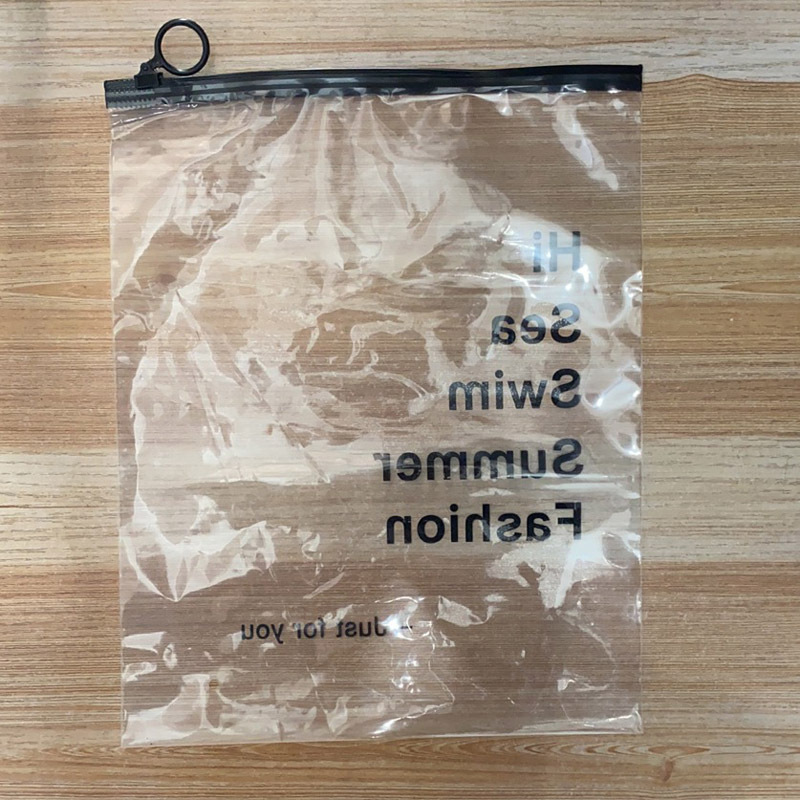 Hi
Sea
Swim
Summer
Fashion
- Just for you